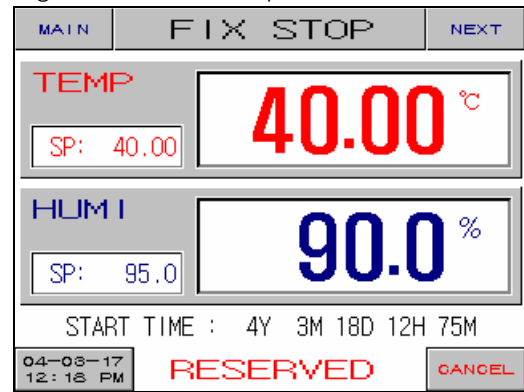 MAIN FIX STOP NEXT
TEMP
40.00 ℃
SP: 40.00
HUMI
90.0 %
SP: 95.0
START TIME : 4Y 3M 18D 12H 75M
04-03-17
12:18 PM
RESERVED
CANCEL